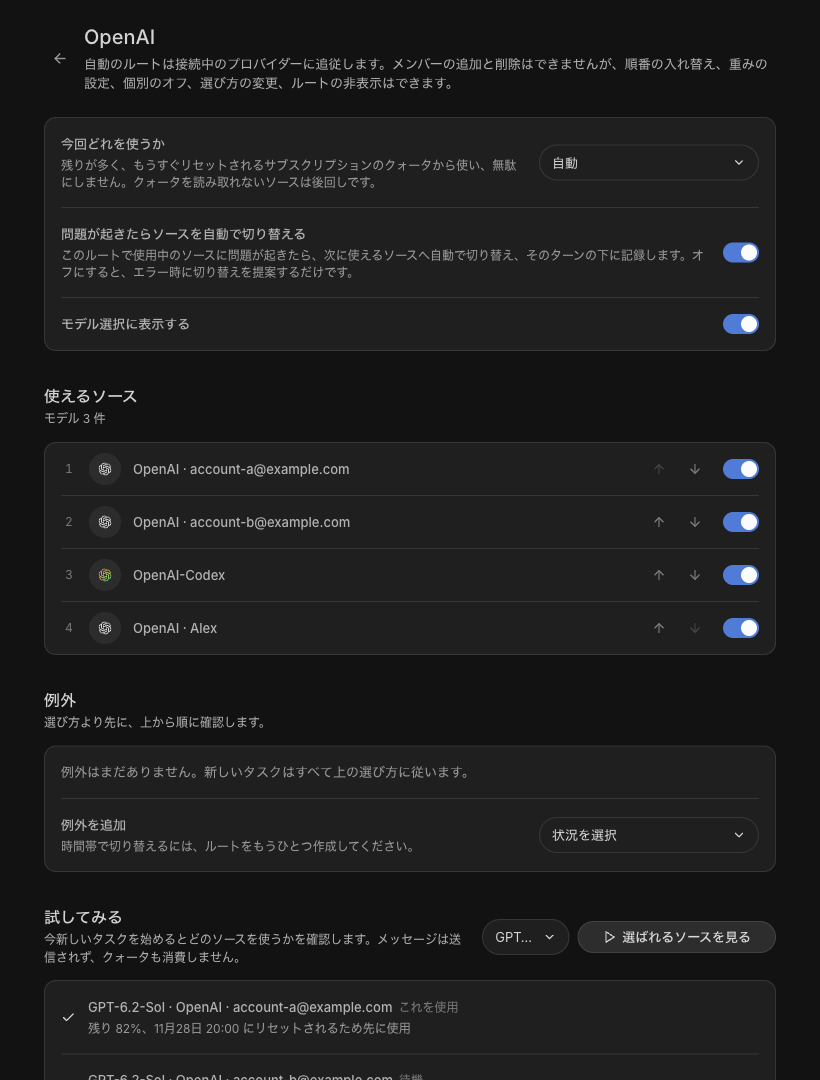 OpenAI
自動のルートは接続中のプロバイダーに追従します。メンバーの追加と削除はできませんが、順番の入れ替え、重みの
設定、個別のオフ、選び方の変更、ルートの非表示はできます。
今回どれを使うか
残りが多く、もうすぐリセットされるサブスクリプションのクォータから使い、無駄
にしません。クォータを読み取れないソースは後回しです。
自動
問題が起きたらソースを自動で切り替える
このルートで使用中のソースに問題が起きたら、次に使えるソースへ自動で切り替え、そのターンの下に記録します。オ
フにすると、エラー時に切り替えを提案するだけです。
モデル選択に表示する
使えるソース
モデル 3 件
1 OpenAI · account-a@example.com
2 OpenAI · account-b@example.com
3 OpenAI-Codex
4 OpenAI · Alex
例外
選び方より先に、上から順に確認します。
例外はまだありません。新しいタスクはすべて上の選び方に従います。
例外を追加
時間帯で切り替えるには、ルートをもうひとつ作成してください。
状況を選択
試してみる
今新しいタスクを始めるとどのソースを使うかを確認します。メッセージは送
信されず、クォータも消費しません。
GPT...
選ばれるソースを見る
GPT-6.2-Sol · OpenAI · account-a@example.com これを使用
残り 82%、11月28日 20:00 にリセットされるため先に使用
GPT-6.2-Sol · OpenAI · account-b@example.com 待機